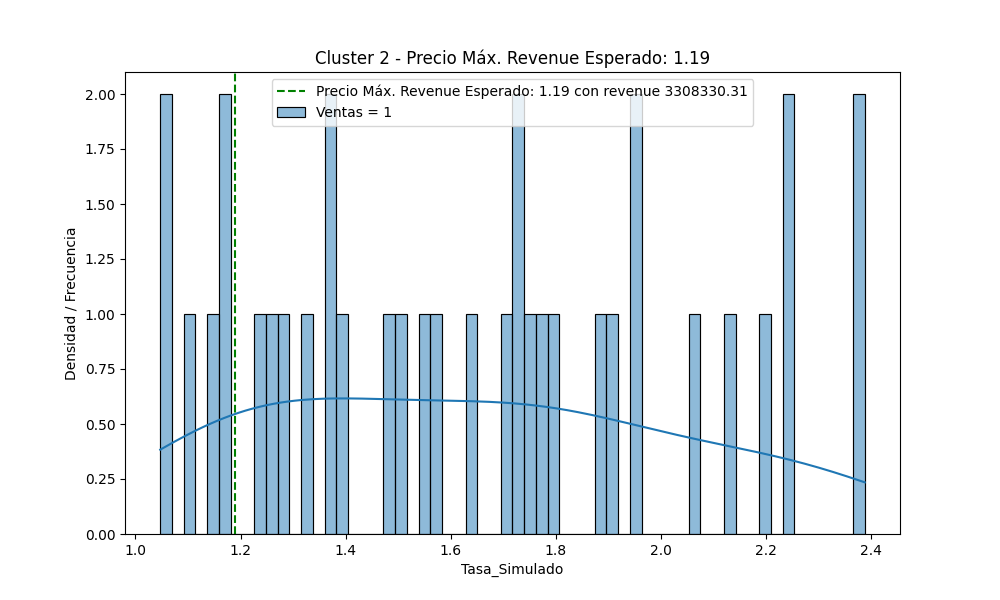 Cluster 2 - Precio Máx. Revenue Esperado: 1.19
Precio Máx. Revenue Esperado: 1.19 con revenue 3308330.31
Ventas = 1
Densidad / Frecuencia
2.00
1.75
1.50
1.25
1.00
0.75
0.50
0.25
0.00
1.0 1.2 1.4 1.6 1.8 2.0 2.2 2.4
Tasa_Simulado